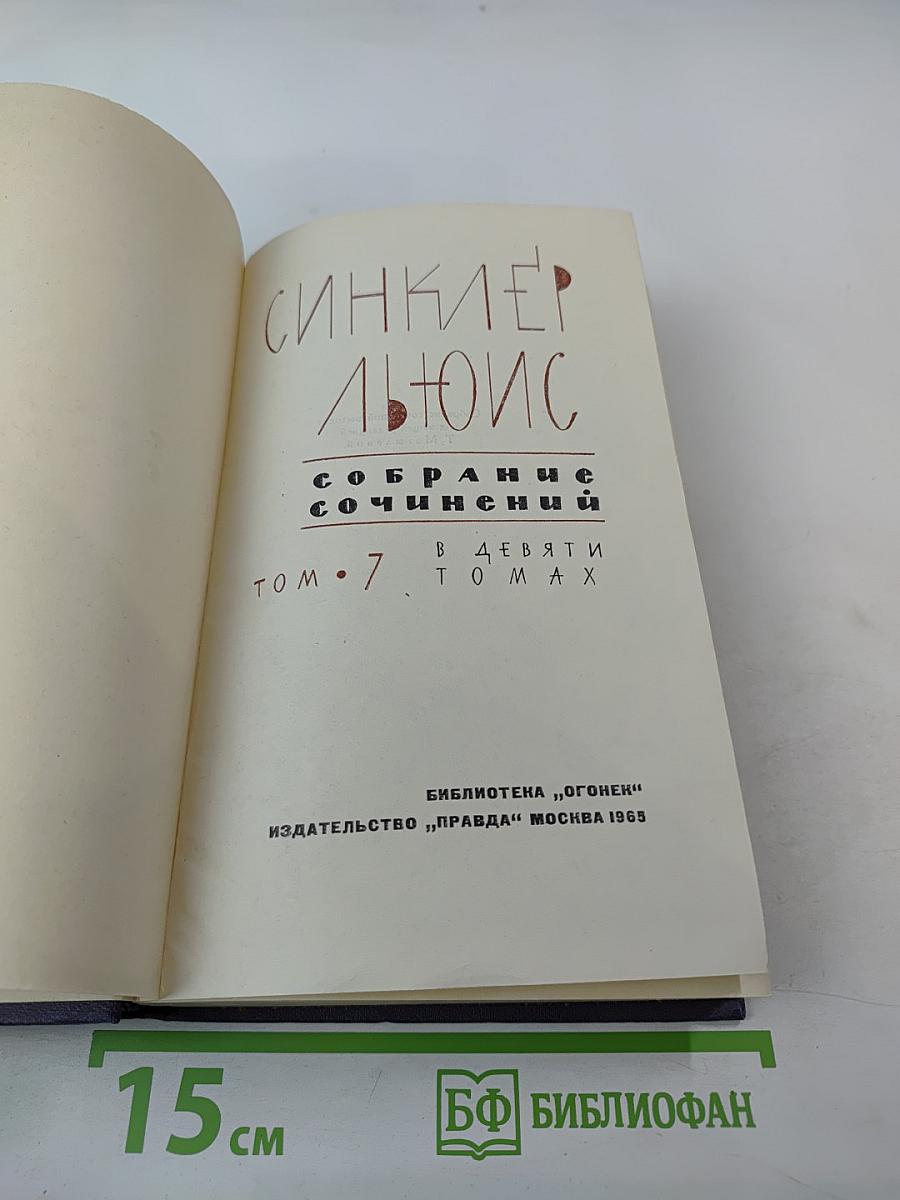 СИНКЛЕР
ЛЬЮИС
СОБРАНИЕ
СОЧИНЕНИЙ
ТОМ • 7
В ДЕВЯТИ
ТОМАХ
БИБЛИОТЕКА „ОГОНЕК“
ИЗДАТЕЛЬСТВО „ПРАВДА“ МОСКВА 1965
15 см
БФ БИБЛИОФАН